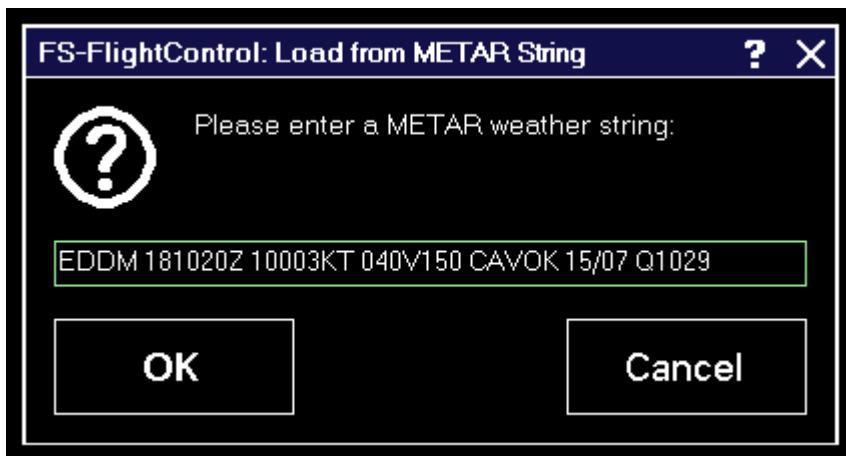 FS-FlightControl: Load from METAR String ? X
Please enter a METAR weather string:
EDDM 181020Z 10003KT 040V150 CAVOK 15/07 Q1029
OK Cancel